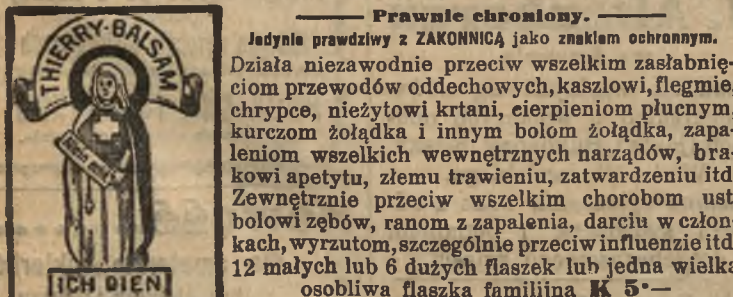 THIERRY-BALSAM
ICH DIEN
Prawnie chroniony.
Jedynie prawdziwy z ZAKONNICĄ jako znakiem ochronnym.
Działa niezawodnie przeciw wszelkim zasłabnię-
ciom przewodów oddechowych, kaszlowi, flegmie,
chrypce, nieżytowi krtani, cierpieniom płucnym,
kurczom żołądka i innym bolom żołądka, zapa-
leniom wszelkich wewnętrznych narządów, bra-
kowi apetytu, złemu trawieniu, zatwardzeniu itd
Zewnętrznie przeciw wszelkim chorobom ust
bolowi zębów, ranom z zapalenia, darciu w człon-
kach, wyrzutom, szczególnie przeciw influenzie itd
12 małych lub 6 dużych flaszek lub jedna wielka
osobliwa flaszka familijna K 5·—